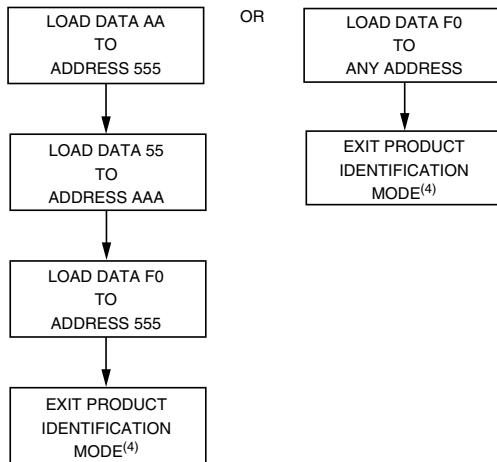 LOAD DATA AA
TO
ADDRESS 555
LOAD DATA 55
TO
ADDRESS AAA
LOAD DATA F0
TO
ADDRESS 555
EXIT PRODUCT
IDENTIFICATION
MODE(4)
OR
LOAD DATA F0
TO
ANY ADDRESS
EXIT PRODUCT
IDENTIFICATION
MODE(4)